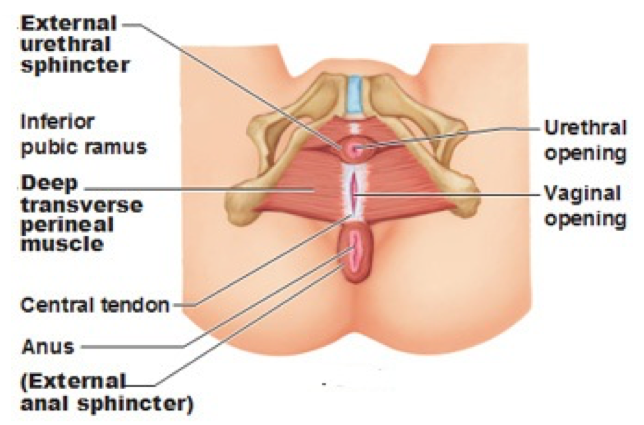 External
urethral
sphincter
Inferior
pubic ramus
Deep
transverse
perineal
muscle
Central tendon
Anus
(External
anal sphincter)
Urethral
opening
Vaginal
opening